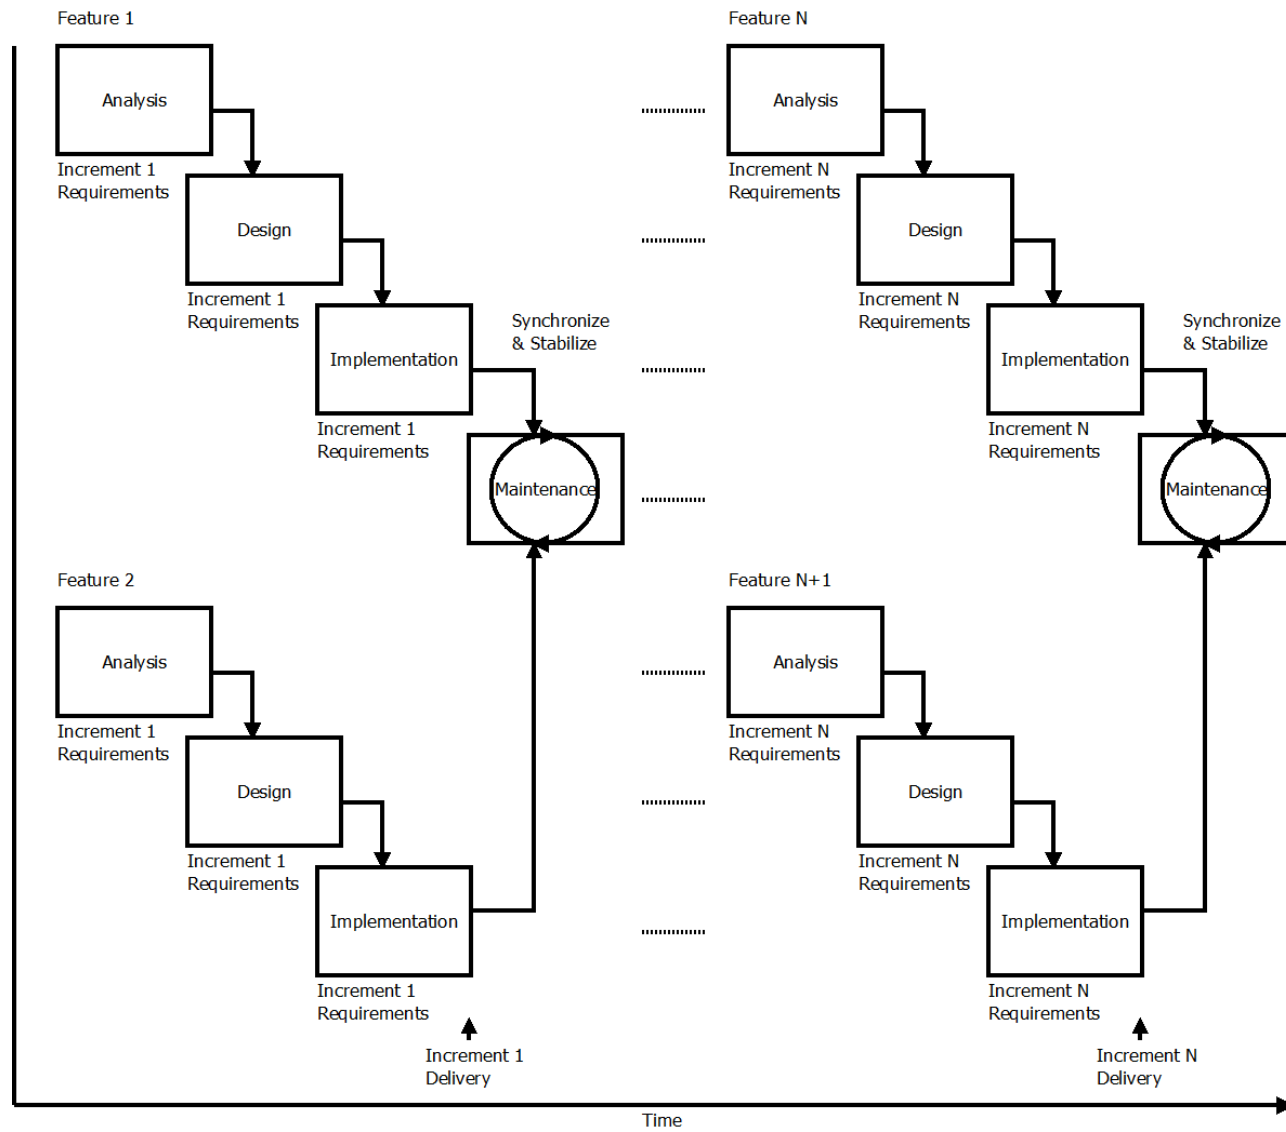 Feature 1
Analysis
Increment 1
Requirements
Design
Increment 1
Requirements
Implementation
Increment 1
Requirements
Synchronize
& Stabilize
Maintenance
Feature 2
Analysis
Increment 1
Requirements
Design
Increment 1
Requirements
Implementation
Increment 1
Requirements
Increment 1
Delivery
Feature N
Analysis
Increment N
Requirements
Design
Increment N
Requirements
Implementation
Increment N
Requirements
Synchronize
& Stabilize
Maintenance
Feature N+1
Analysis
Increment N
Requirements
Design
Increment N
Requirements
Implementation
Increment N
Requirements
Increment N
Delivery
Time